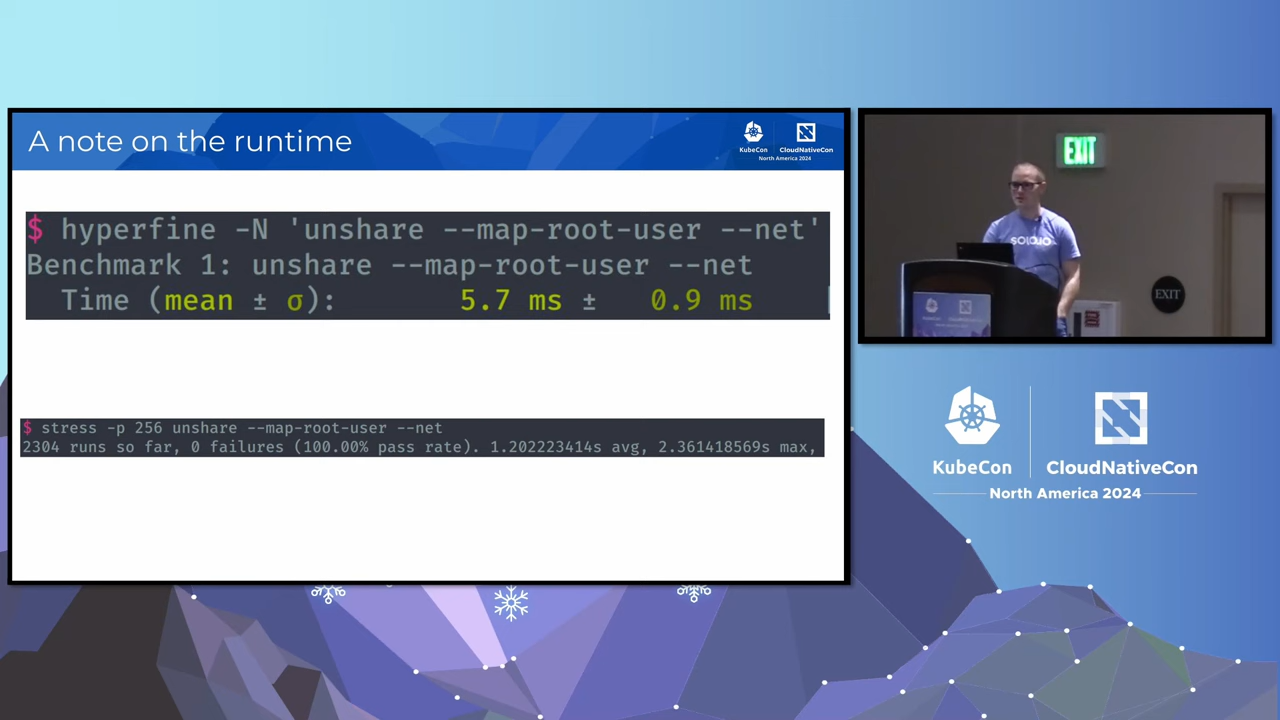 A note on the runtime
KubeCon
CloudNativeCon
North America 2024
$ hyperfine -N 'unshare --map-root-user --net'
Benchmark 1: unshare --map-root-user --net
Time (mean ± σ): 5.7 ms ± 0.9 ms
$ stress -p 256 unshare --map-root-user --net
2304 runs so far, 0 failures (100.00% pass rate). 1.202223414s avg, 2.361418569s max,
EXIT
solo.io
EXIT
KubeCon
CloudNativeCon
North America 2024